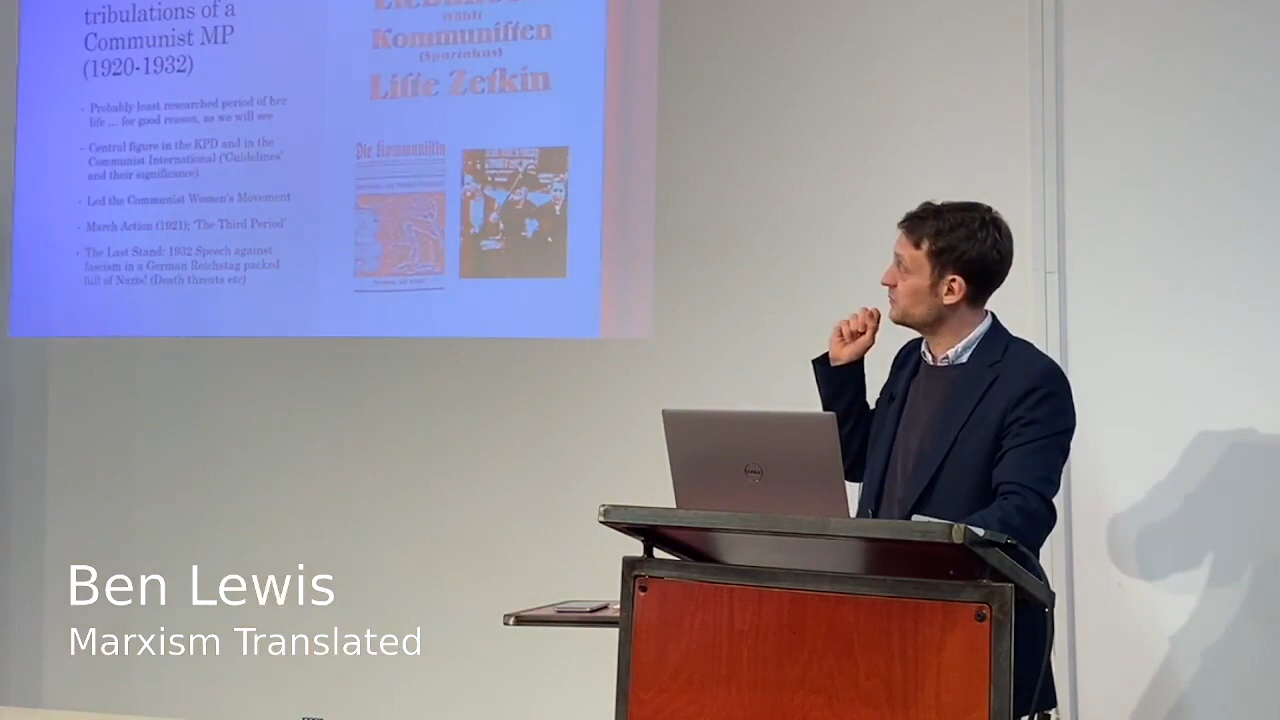 tribulations of a
Communist MP
(1920-1932)
- Probably least researched period of her
life ... for good reason, as we will see
- Central figure in the KPD and in the
Communist International ('Guidelines'
and their significance)
- Led the Communist Women's Movement
- March Action (1921); 'The Third Period'
- The Last Stand: 1932 Speech against
fascism in a German Reichstag packed
full of Nazis! (Death threats etc)
Kommunisten
(Spartakus)
Liste Zetkin
Die Kommunistin
DELL
Ben Lewis
Marxism Translated